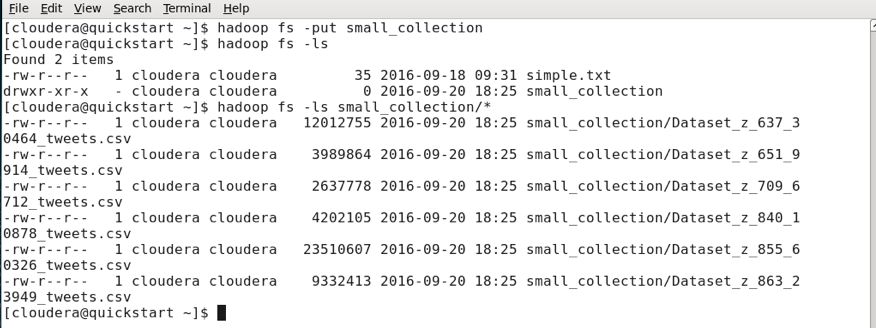 File Edit View Search Terminal Help
[cloudera@quickstart ~]$ hadoop fs -put small_collection
[cloudera@quickstart ~]$ hadoop fs -ls
Found 2 items
-rw-r--r--   1 cloudera cloudera         35 2016-09-18 09:31 simple.txt
drwxr-xr-x   - cloudera cloudera          0 2016-09-20 18:25 small_collection
[cloudera@quickstart ~]$ hadoop fs -ls small_collection/*
-rw-r--r--   1 cloudera cloudera   12012755 2016-09-20 18:25 small_collection/Dataset_z_637_3
0464_tweets.csv
-rw-r--r--   1 cloudera cloudera    3989864 2016-09-20 18:25 small_collection/Dataset_z_651_9
914_tweets.csv
-rw-r--r--   1 cloudera cloudera    2637778 2016-09-20 18:25 small_collection/Dataset_z_709_6
712_tweets.csv
-rw-r--r--   1 cloudera cloudera    4202105 2016-09-20 18:25 small_collection/Dataset_z_840_1
0878_tweets.csv
-rw-r--r--   1 cloudera cloudera   23510607 2016-09-20 18:25 small_collection/Dataset_z_855_6
0326_tweets.csv
-rw-r--r--   1 cloudera cloudera    9332413 2016-09-20 18:25 small_collection/Dataset_z_863_2
3949_tweets.csv
[cloudera@quickstart ~]$